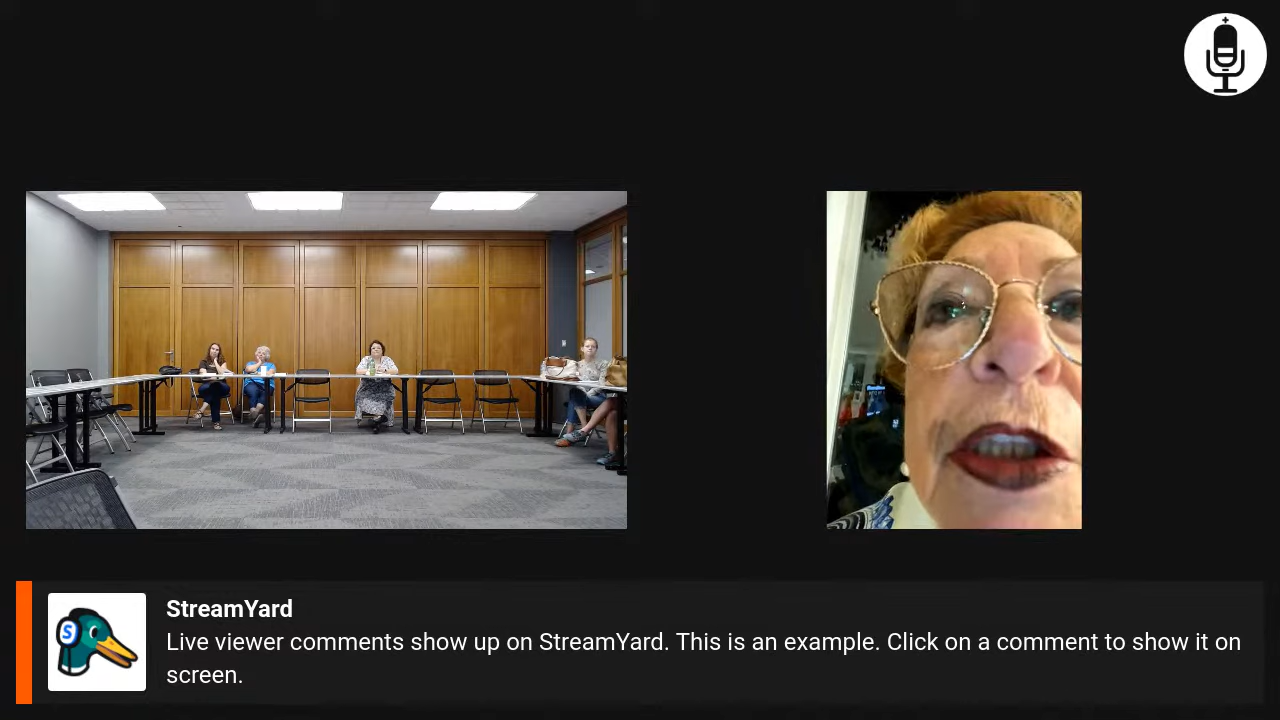 StreamYard
Live viewer comments show up on StreamYard. This is an example. Click on a comment to show it on
screen.
S